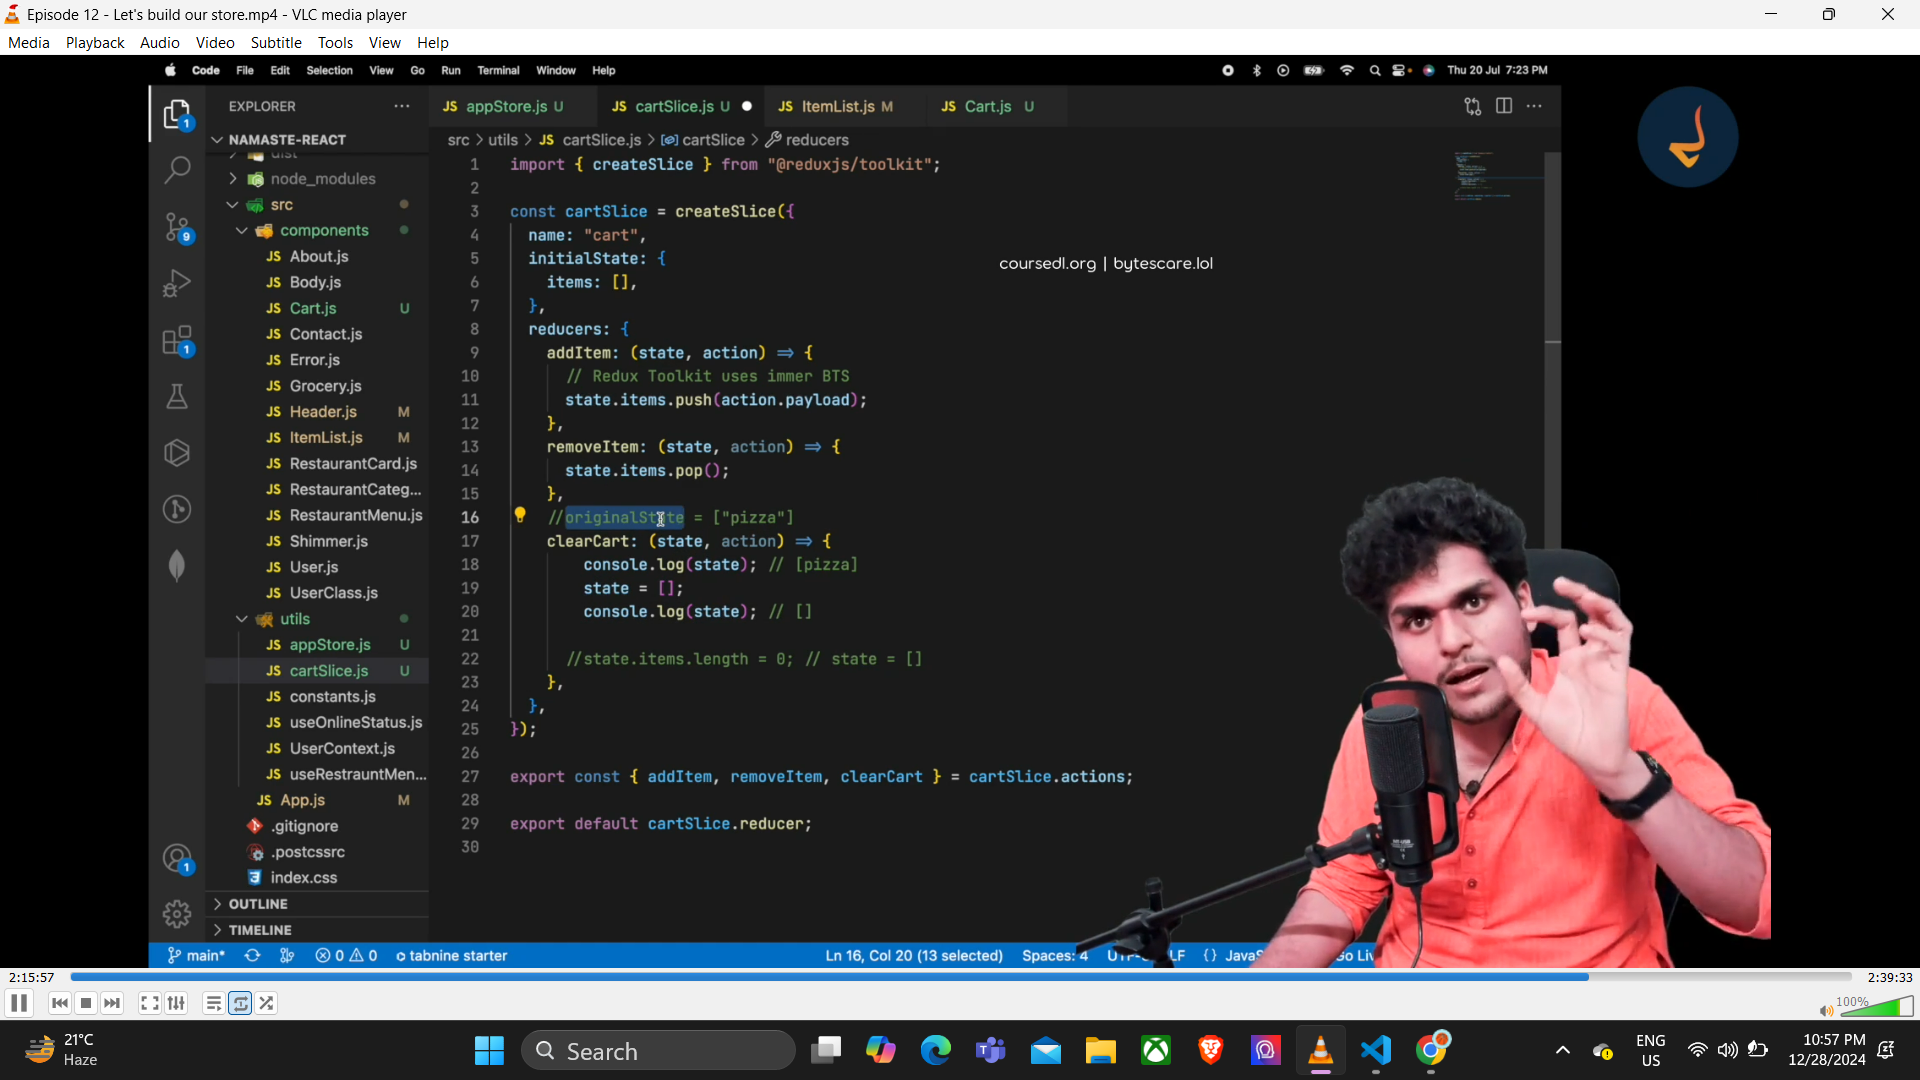 Episode 12 - Let's build our store.mp4 - VLC media player
Media Playback Audio Video Subtitle Tools View Help
Code File Edit Selection View Go Run Terminal Window Help
Thu 20 Jul 7:23 PM
EXPLORER
JS appStore.js U
JS cartSlice.js U
JS ItemList.js M
JS Cart.js U
NAMASTE-REACT
src > utils > JS cartSlice.js > cartSlice > reducers
dist
node_modules
src
components
JS About.js
JS Body.js
JS Cart.js U
JS Contact.js
JS Error.js
JS Grocery.js
JS Header.js M
JS ItemList.js M
JS RestaurantCard.js
JS RestaurantCateg...
JS RestaurantMenu.js
JS Shimmer.js
JS User.js
JS UserClass.js
utils
JS appStore.js U
JS cartSlice.js U
JS constants.js
JS useOnlineStatus.js
JS UserContext.js
JS useRestrauntMen...
JS App.js M
.gitignore
.postcssrc
index.css
OUTLINE
TIMELINE
1 import { createSlice } from "@reduxjs/toolkit";
2
3 const cartSlice = createSlice({
4 name: "cart",
5 initialState: {
6 items: [],
7 },
8 reducers: {
9 addItem: (state, action) => {
10 // Redux Toolkit uses immer BTS
11 state.items.push(action.payload);
12 },
13 removeItem: (state, action) => {
14 state.items.pop();
15 },
16 //originalState = ["pizza"]
17 clearCart: (state, action) => {
18 console.log(state); // [pizza]
19 state = [];
20 console.log(state); // []
21
22 //state.items.length = 0; // state = []
23 },
24 },
25 });
26
27 export const { addItem, removeItem, clearCart } = cartSlice.actions;
28
29 export default cartSlice.reducer;
30
coursedl.org | bytescare.lol
1
9
1
1
main* 0 0 tabnine starter
Ln 16, Col 20 (13 selected) Spaces: 4
2:15:57
2:39:33
100%
21°C
Haze
Search
ENG
US
10:57 PM
12/28/2024